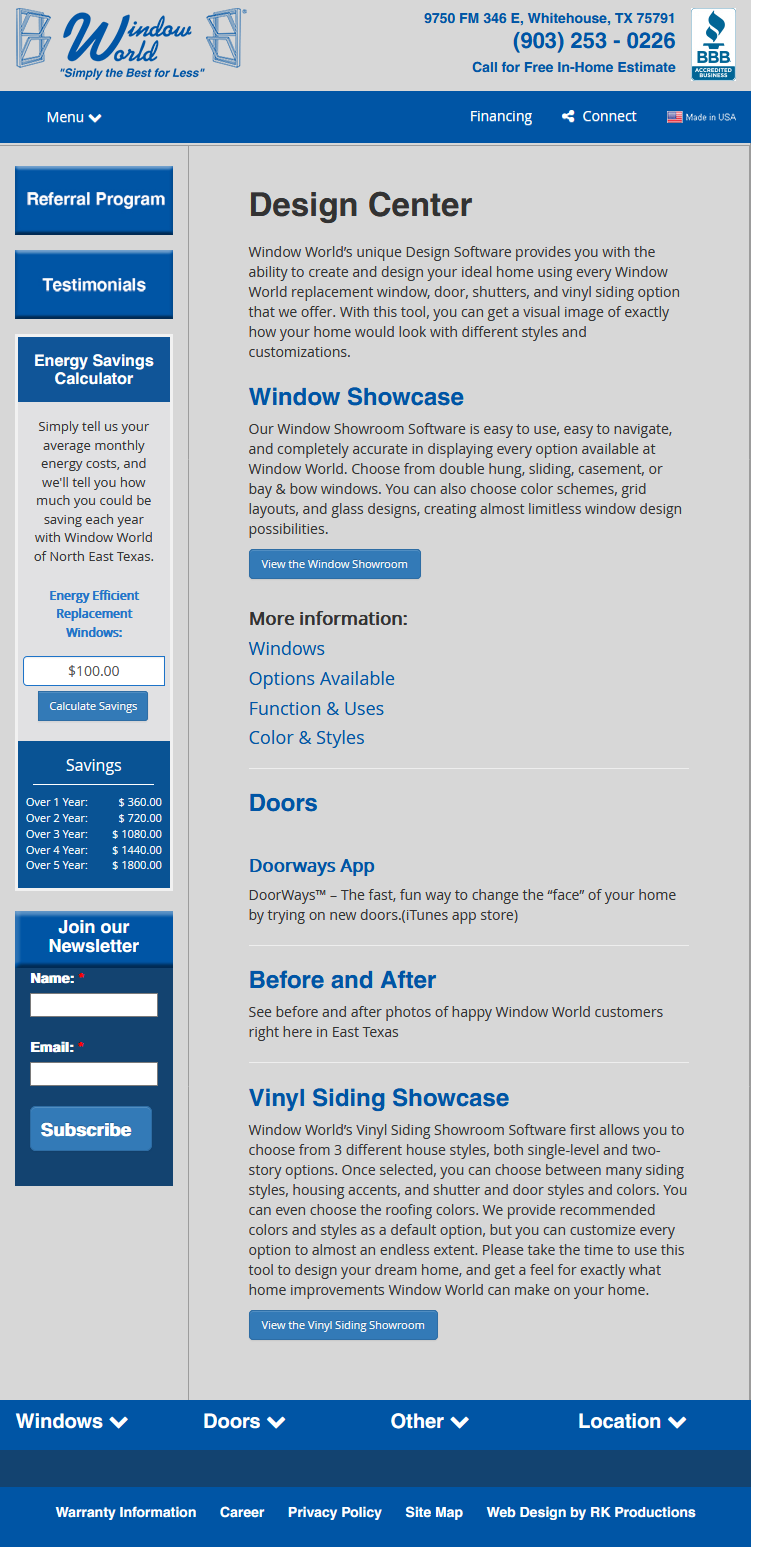 Window World
"Simply the Best for Less"
9750 FM 346 E, Whitehouse, TX 75791
(903) 253 - 0226
Call for Free In-Home Estimate
BBB
ACCREDITED
BUSINESS
Menu
Financing
Connect
Made in USA
Referral Program
Testimonials
Energy Savings
Calculator
Simply tell us your
average monthly
energy costs, and
we'll tell you how
much you could be
saving each year
with Window World
of North East Texas.
Energy Efficient
Replacement
Windows:
$100.00
Calculate Savings
Savings
Over 1 Year: $ 360.00
Over 2 Year: $ 720.00
Over 3 Year: $ 1080.00
Over 4 Year: $ 1440.00
Over 5 Year: $ 1800.00
Join our
Newsletter
Name: *
Email: *
Subscribe
Design Center
Window World’s unique Design Software provides you with the
ability to create and design your ideal home using every Window
World replacement window, door, shutters, and vinyl siding option
that we offer. With this tool, you can get a visual image of exactly
how your home would look with different styles and
customizations.
Window Showcase
Our Window Showroom Software is easy to use, easy to navigate,
and completely accurate in displaying every option available at
Window World. Choose from double hung, sliding, casement, or
bay & bow windows. You can also choose color schemes, grid
layouts, and glass designs, creating almost limitless window design
possibilities.
View the Window Showroom
More information:
Windows
Options Available
Function & Uses
Color & Styles
Doors
Doorways App
DoorWays™ – The fast, fun way to change the “face” of your home
by trying on new doors.(iTunes app store)
Before and After
See before and after photos of happy Window World customers
right here in East Texas
Vinyl Siding Showcase
Window World’s Vinyl Siding Showroom Software first allows you to
choose from 3 different house styles, both single-level and two-
story options. Once selected, you can choose between many siding
styles, housing accents, and shutter and door styles and colors. You
can even choose the roofing colors. We provide recommended
colors and styles as a default option, but you can customize every
option to almost an endless extent. Please take the time to use this
tool to design your dream home, and get a feel for exactly what
home improvements Window World can make on your home.
View the Vinyl Siding Showroom
Windows
Doors
Other
Location
Warranty Information
Career
Privacy Policy
Site Map
Web Design by RK Productions